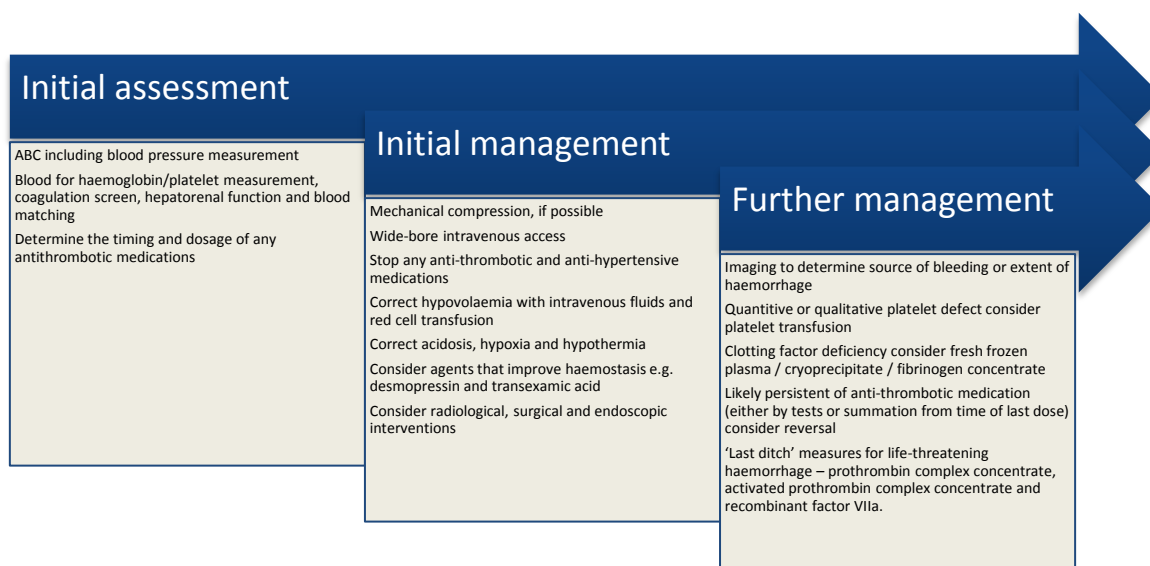 Initial assessment
ABC including blood pressure measurement
Blood for haemoglobin/platelet measurement,
coagulation screen, hepatorenal function and blood
matching
Determine the timing and dosage of any
antithrombotic medications
Initial management
Mechanical compression, if possible
Wide-bore intravenous access
Stop any anti-thrombotic and anti-hypertensive
medications
Correct hypovolaemia with intravenous fluids and
red cell transfusion
Correct acidosis, hypoxia and hypothermia
Consider agents that improve haemostasis e.g.
desmopressin and transexamic acid
Consider radiological, surgical and endoscopic
interventions
Further management
Imaging to determine source of bleeding or extent of
haemorrhage
Quantitive or qualitative platelet defect consider
platelet transfusion
Clotting factor deficiency consider fresh frozen
plasma / cryoprecipitate / fibrinogen concentrate
Likely persistent of anti-thrombotic medication
(either by tests or summation from time of last dose)
consider reversal
‘Last ditch’ measures for life-threatening
haemorrhage – prothrombin complex concentrate,
activated prothrombin complex concentrate and
recombinant factor VIIa.